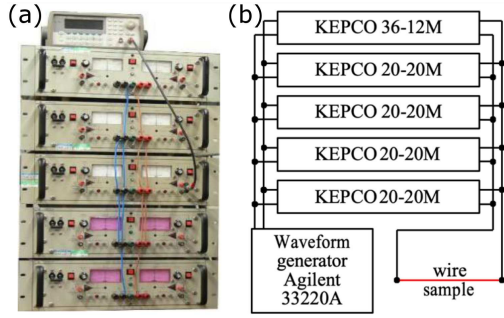 (a)
(b)
KEPCO 36-12M
KEPCO 20-20M
KEPCO 20-20M
KEPCO 20-20M
KEPCO 20-20M
Waveform
generator
Agilent
33220A
wire
sample